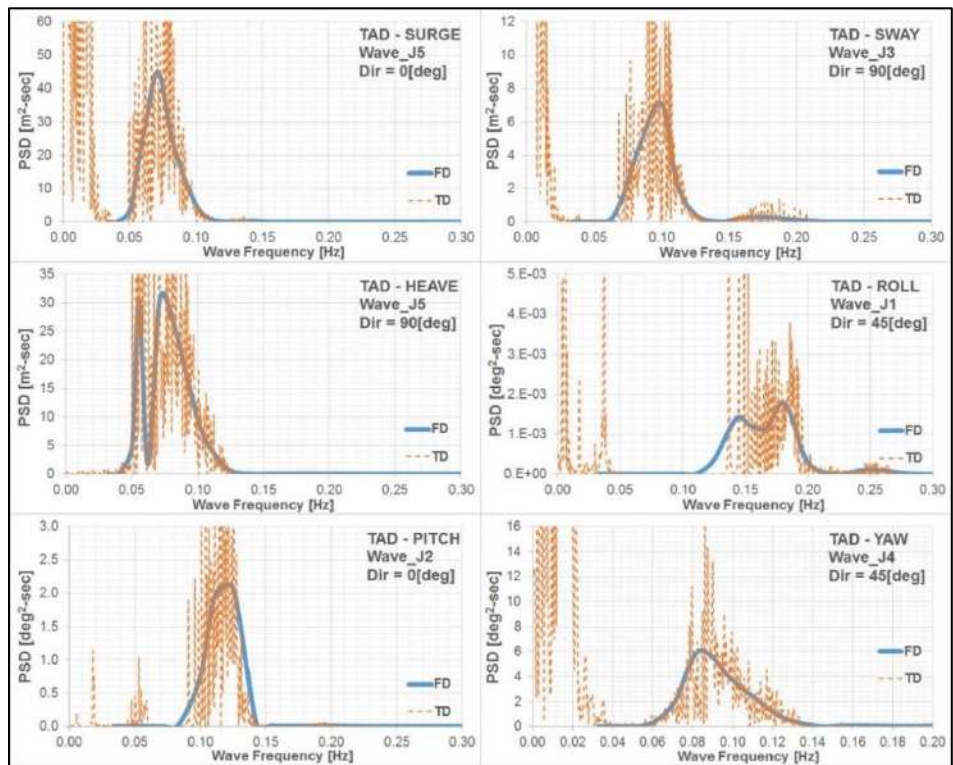 TAD - SURGE
Wave_J5
Dir = 0[deg]
PSD [m²-sec]
60
50
40
30
20
10
0
FD
TD
0.00 0.05 0.10 0.15 0.20 0.25 0.30
Wave Frequency [Hz]
TAD - SWAY
Wave_J3
Dir = 90[deg]
PSD [m²-sec]
12
10
8
6
4
2
0
FD
TD
0.00 0.05 0.10 0.15 0.20 0.25 0.30
Wave Frequency [Hz]
TAD - HEAVE
Wave_J5
Dir = 90[deg]
PSD [m²-sec]
35
30
25
20
15
10
5
0
FD
TD
0.00 0.05 0.10 0.15 0.20 0.25 0.30
Wave Frequency [Hz]
TAD - ROLL
Wave_J1
Dir = 45[deg]
PSD [deg²-sec]
5.E-03
4.E-03
3.E-03
2.E-03
1.E-03
0.E+00
FD
TD
0.00 0.05 0.10 0.15 0.20 0.25 0.30
Wave Frequency [Hz]
TAD - PITCH
Wave_J2
Dir = 0[deg]
PSD [deg²-sec]
3.0
2.5
2.0
1.5
1.0
0.5
0.0
FD
TD
0.00 0.05 0.10 0.15 0.20 0.25 0.30
Wave Frequency [Hz]
TAD - YAW
Wave_J4
Dir = 45[deg]
PSD [deg²-sec]
16
14
12
10
8
6
4
2
0
FD
TD
0.00 0.02 0.04 0.06 0.08 0.10 0.12 0.14 0.16 0.18 0.20
Wave Frequency [Hz]